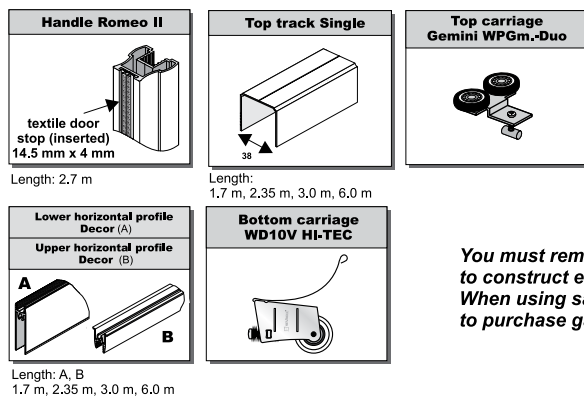 Handle Romeo II
textile door
stop (inserted)
14.5 mm x 4 mm
Length: 2.7 m
Top track Single
38
Length:
1.7 m, 2.35 m, 3.0 m, 6.0 m
Top carriage
Gemini WPGm.-Duo
Lower horizontal profile
Decor (A)
Upper horizontal profile
Decor (B)
A
B
Length: A, B
1.7 m, 2.35 m, 3.0 m, 6.0 m
Bottom carriage
WD10V HI-TEC
You must rem
to construct e
When using sa
to purchase g